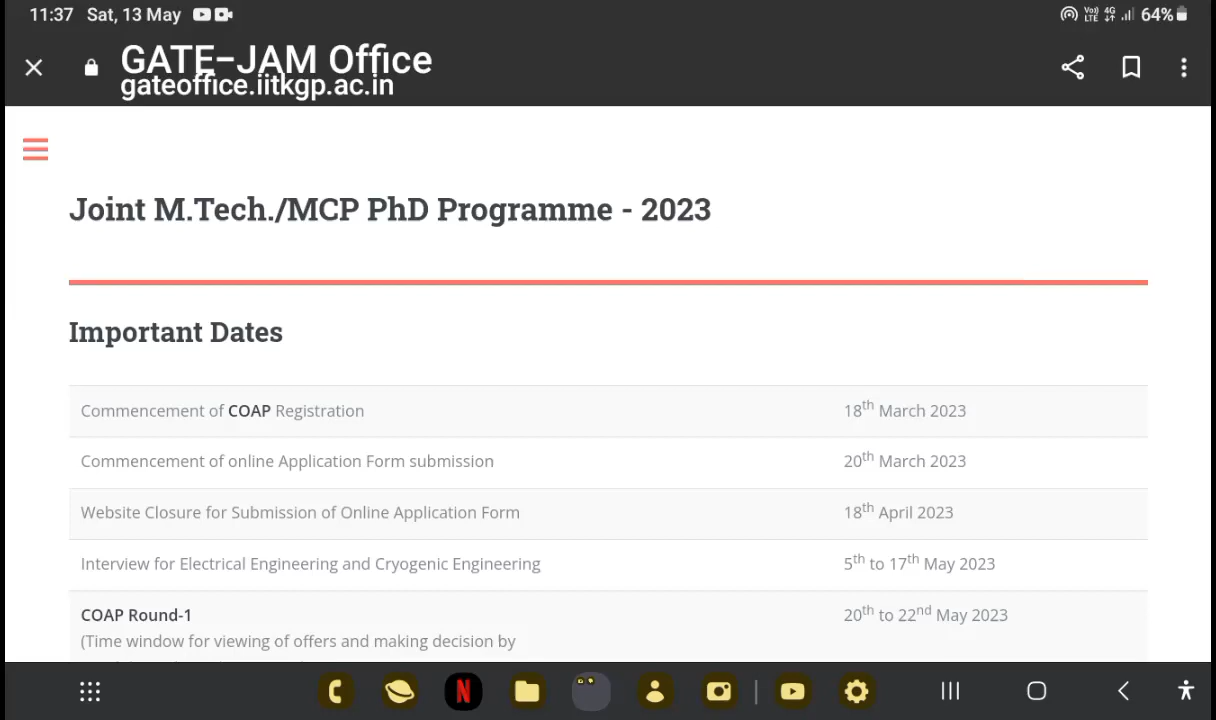 11:37 Sat, 13 May
Vo)) LTE 4G 64%
GATE-JAM Office
gateoffice.iitkgp.ac.in
Joint M.Tech./MCP PhD Programme - 2023
Important Dates
Commencement of COAP Registration 18th March 2023
Commencement of online Application Form submission 20th March 2023
Website Closure for Submission of Online Application Form 18th April 2023
Interview for Electrical Engineering and Cryogenic Engineering 5th to 17th May 2023
COAP Round-1 20th to 22nd May 2023
(Time window for viewing of offers and making decision by
N